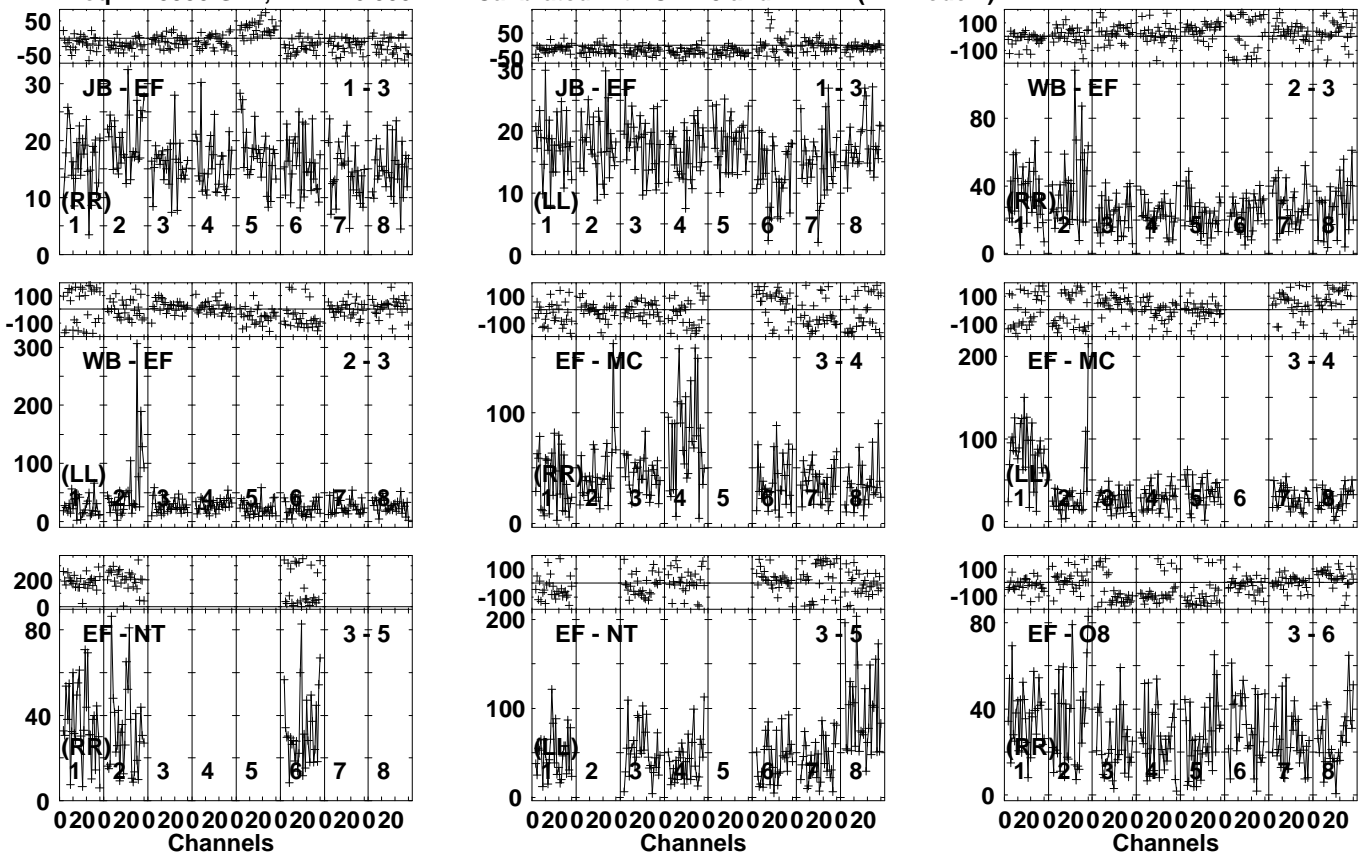 50
-50
30
20
10
0
JB - EF 1 - 3
(RR)
1 2 3 4 5 6 7 8
50
-50
30
20
10
0
JB - EF 1 - 3
(LL)
1 2 3 4 5 6 7 8
100
-100
80
40
0
WB - EF 2 - 3
(RR)
1 2 3 4 5 6 7 8
100
-100
300
200
100
0
WB - EF 2 - 3
(LL)
1 2 3 4 5 6 7 8
100
-100
100
0
EF - MC 3 - 4
(RR)
1 2 3 4 5 6 7 8
100
-100
200
100
0
EF - MC 3 - 4
(LL)
1 2 3 4 5 6 7 8
200
0
80
40
0
EF - NT 3 - 5
(RR)
1 2 3 4 5 6 7 8
020020020020020020020020
Channels
100
-100
200
100
0
EF - NT 3 - 5
(LL)
1 2 3 4 5 6 7 8
020020020020020020020020
Channels
100
-100
80
40
0
EF - O8 3 - 6
(RR)
1 2 3 4 5 6 7 8
020020020020020020020020
Channels